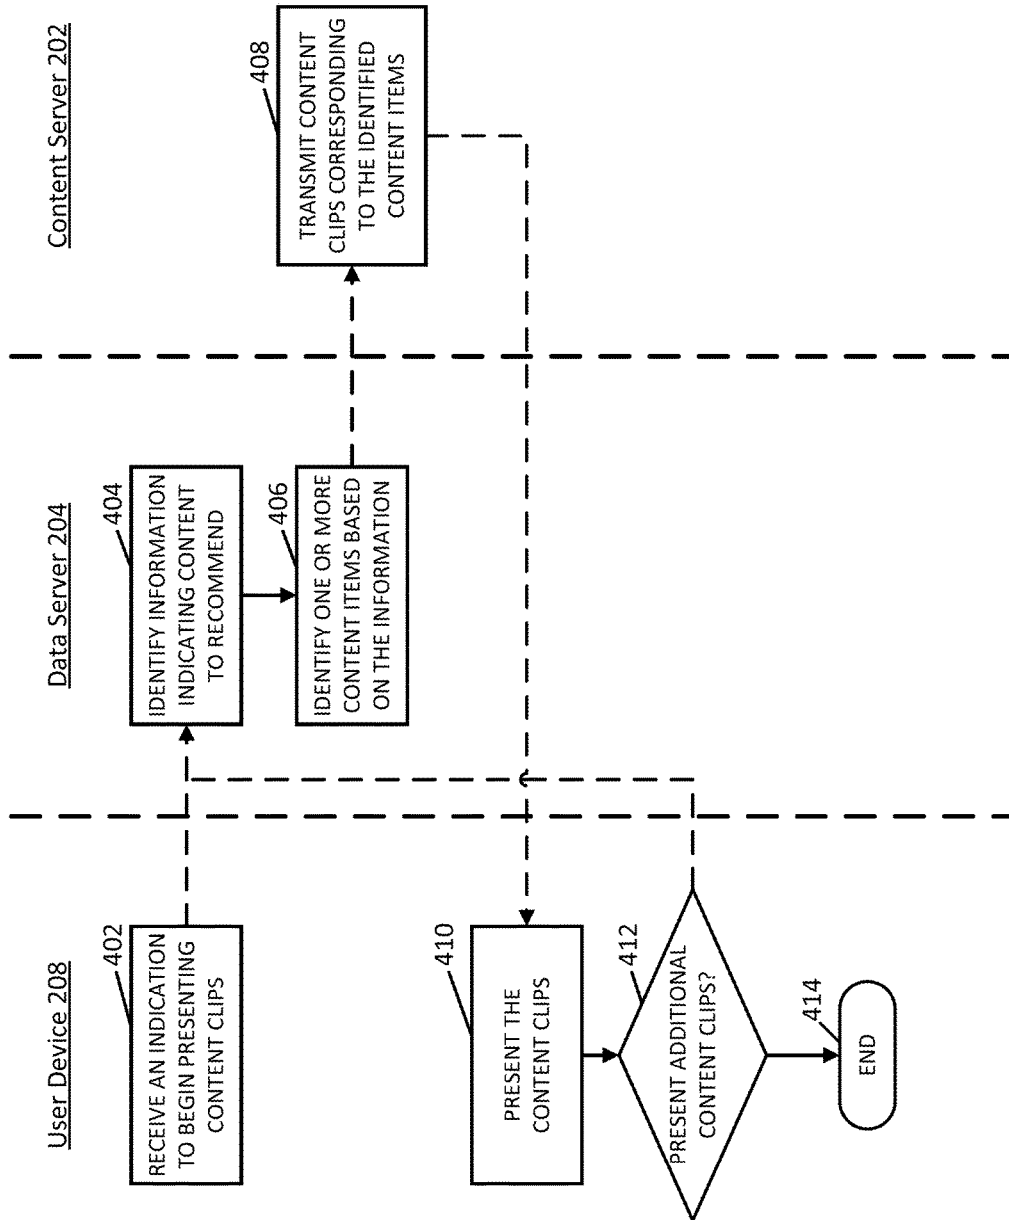 User Device 208
Data Server 204
Content Server 202
402
RECEIVE AN INDICATION
TO BEGIN PRESENTING
CONTENT CLIPS
404
IDENTIFY INFORMATION
INDICATING CONTENT
TO RECOMMEND
406
IDENTIFY ONE OR MORE
CONTENT ITEMS BASED
ON THE INFORMATION
408
TRANSMIT CONTENT
CLIPS CORRESPONDING
TO THE IDENTIFIED
CONTENT ITEMS
410
PRESENT THE
CONTENT CLIPS
412
PRESENT ADDITIONAL
CONTENT CLIPS?
414
END